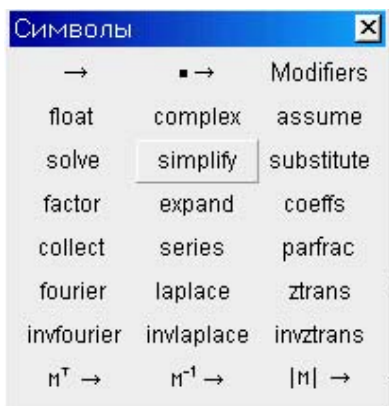 Символы
→ ▪ → Modifiers
float complex assume
solve simplify substitute
factor expand coeffs
collect series parfrac
fourier laplace ztrans
invfourier invlaplace invztrans
Mᵀ → M⁻¹ → |M| →